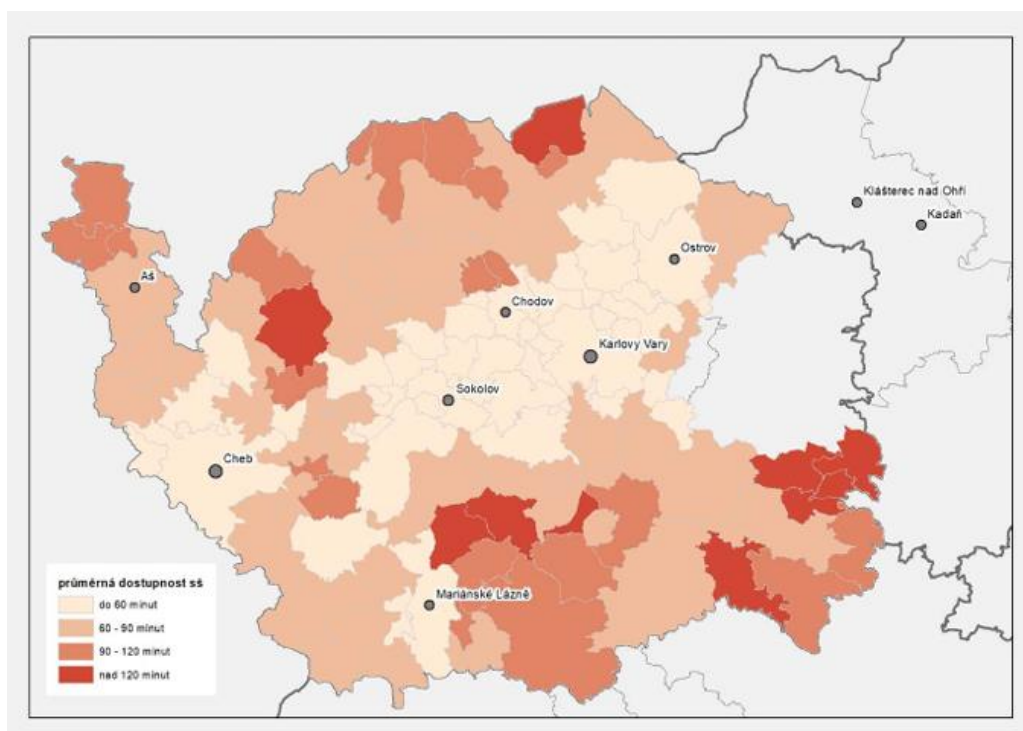 Klášterec nad Ohří
Kadaň
Ostrov
Aš
Chodov
Karlovy Vary
Sokolov
Cheb
Mariánské Lázně
průměrná dostupnost sš
do 60 minut
60 - 90 minut
90 - 120 minut
nad 120 minut